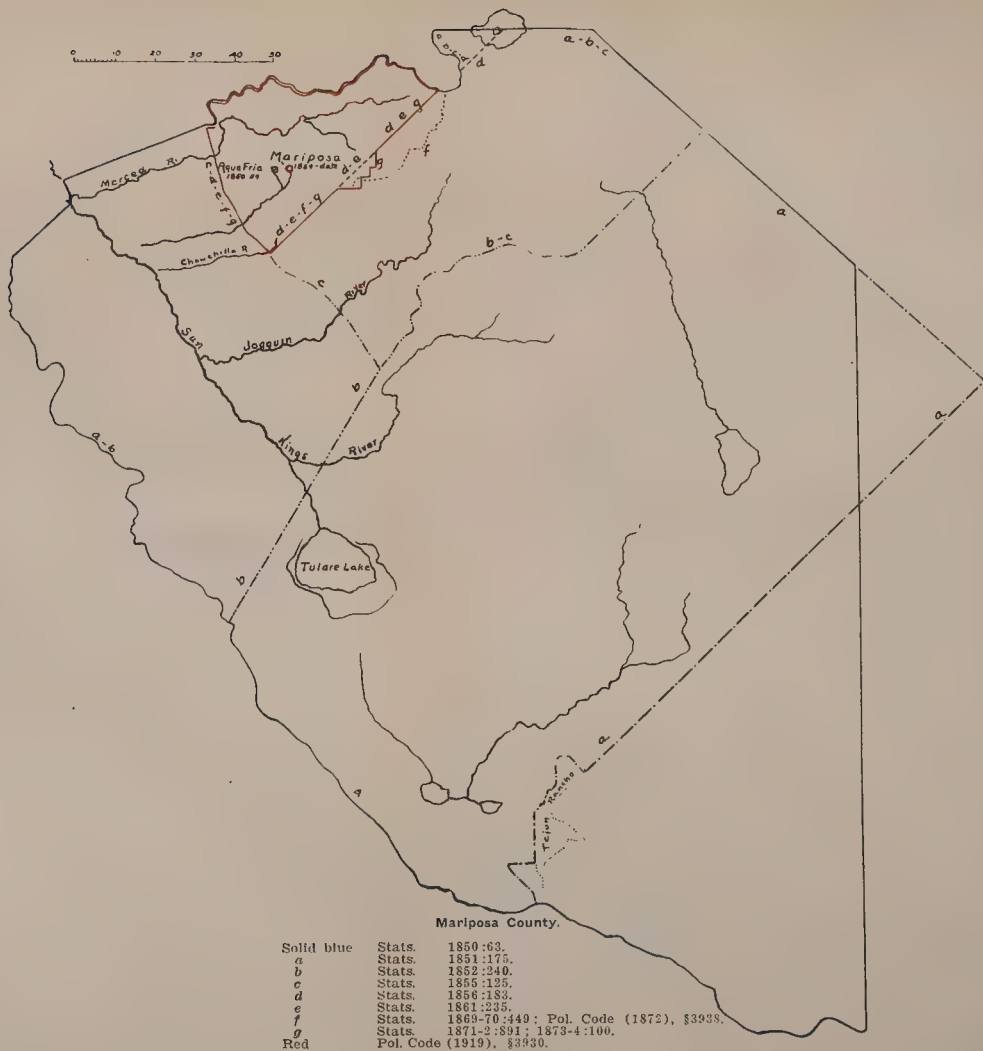 a-b-c
d
0 10 20 30 40 50
d e g
f
Mariposa
1854-date
Agua Fria
1850-54
d-e
g
Merced R.
d-e-f-g
d-e-f-g
Chowchilla R.
c
b-c
a
San Joaquin River
b
a
a-b
Kings River
b
Tulare Lake
a
a
Tejun Rancho
Mariposa County.
Solid blue Stats. 1850:63.
a Stats. 1851:175.
b Stats. 1852:240.
c Stats. 1855:125.
d Stats. 1856:183.
e Stats. 1861:235.
f Stats. 1869-70:449; Pol. Code (1872), §3938.
g Stats. 1871-2:891; 1873-4:100.
Red Pol. Code (1919), §3930.